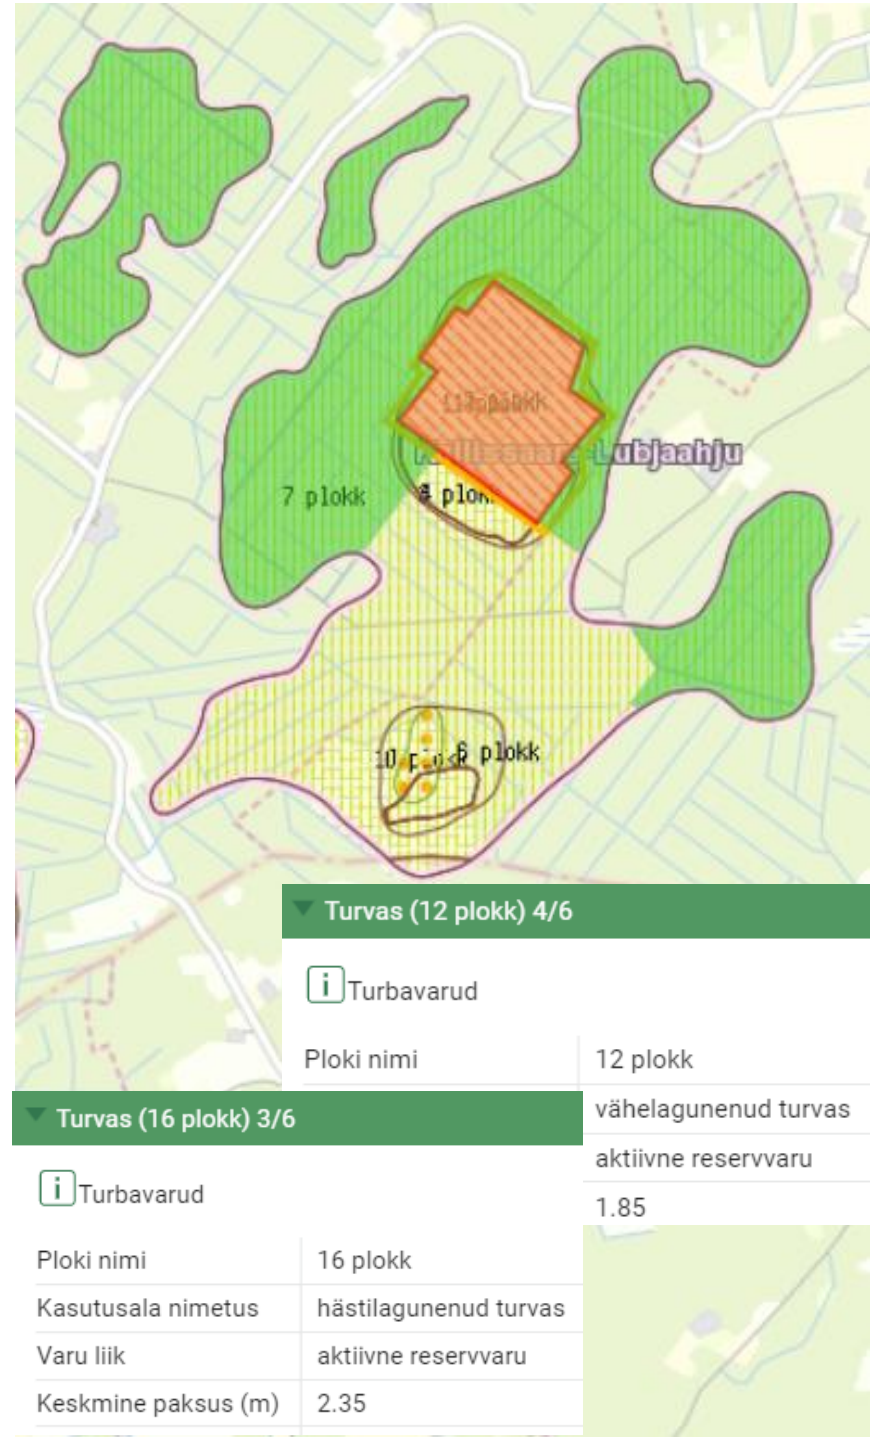 Lubjaahju
7 plokk
6 plokk
Turvas (12 plokk) 4/6
Turbavarud
Ploki nimi 12 plokk
vähelagunenud turvas
aktiivne reservvaru
1.85
Turvas (16 plokk) 3/6
Turbavarud
Ploki nimi 16 plokk
Kasutusala nimetus hästilagunenud turvas
Varu liik aktiivne reservvaru
Keskmine paksus (m) 2.35